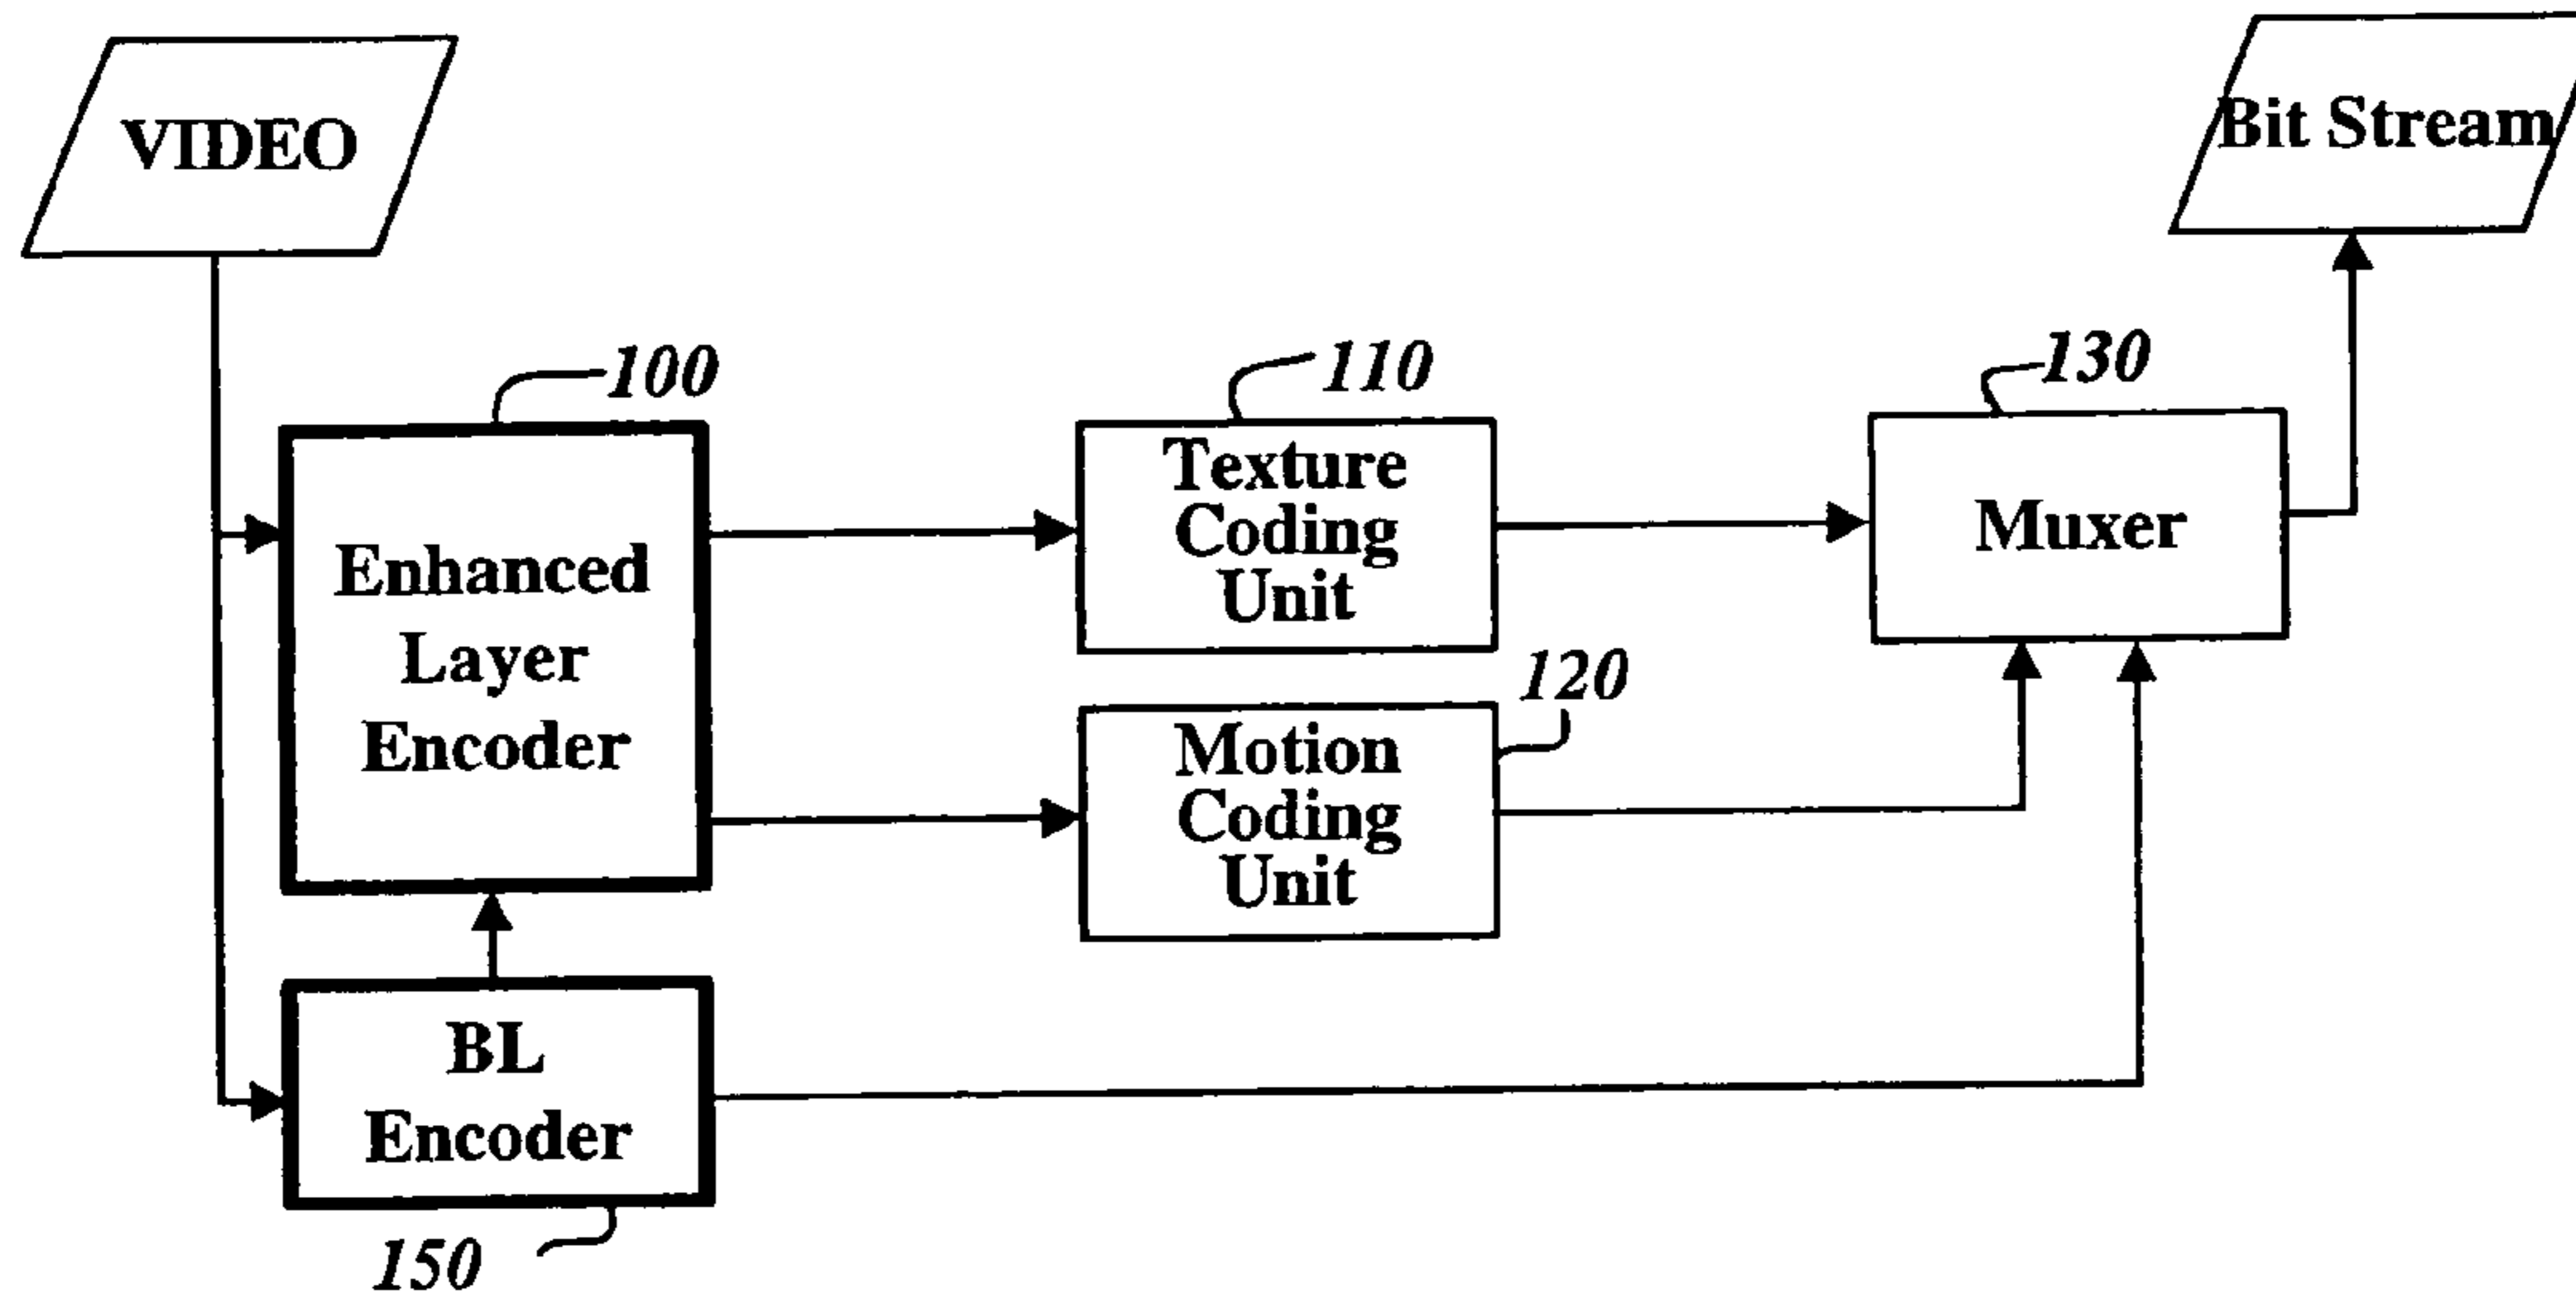 VIDEO
Bit Stream
100
110
130
Enhanced
Layer
Encoder
Texture
Coding
Unit
Muxer
120
Motion
Coding
Unit
BL
Encoder
150